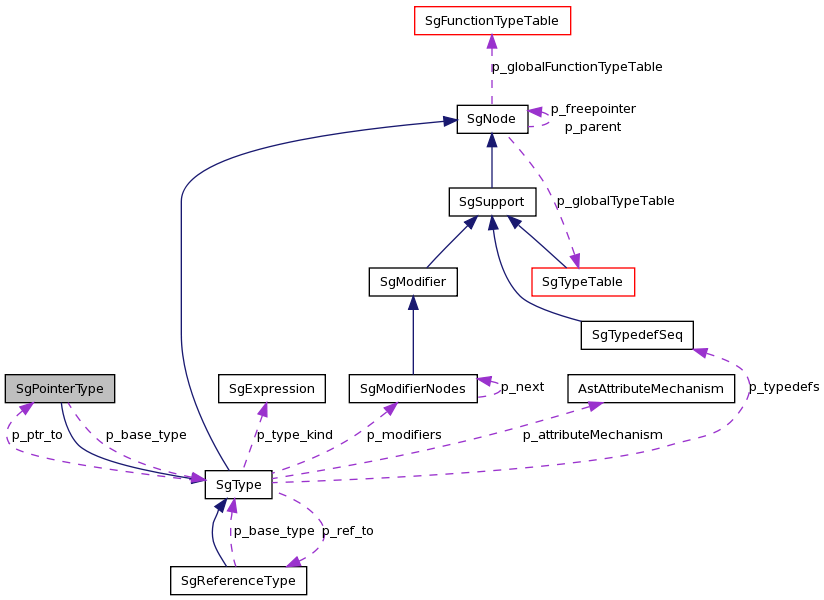 SgFunctionTypeTable
p_globalFunctionTypeTable
SgNode
p_freepointer
p_parent
SgSupport
p_globalTypeTable
SgModifier
SgTypeTable
SgTypedefSeq
SgPointerType
SgExpression
SgModifierNodes
p_next
AstAttributeMechanism
p_typedefs
p_ptr_to
p_base_type
p_type_kind
p_modifiers
p_attributeMechanism
SgType
p_base_type
p_ref_to
SgReferenceType